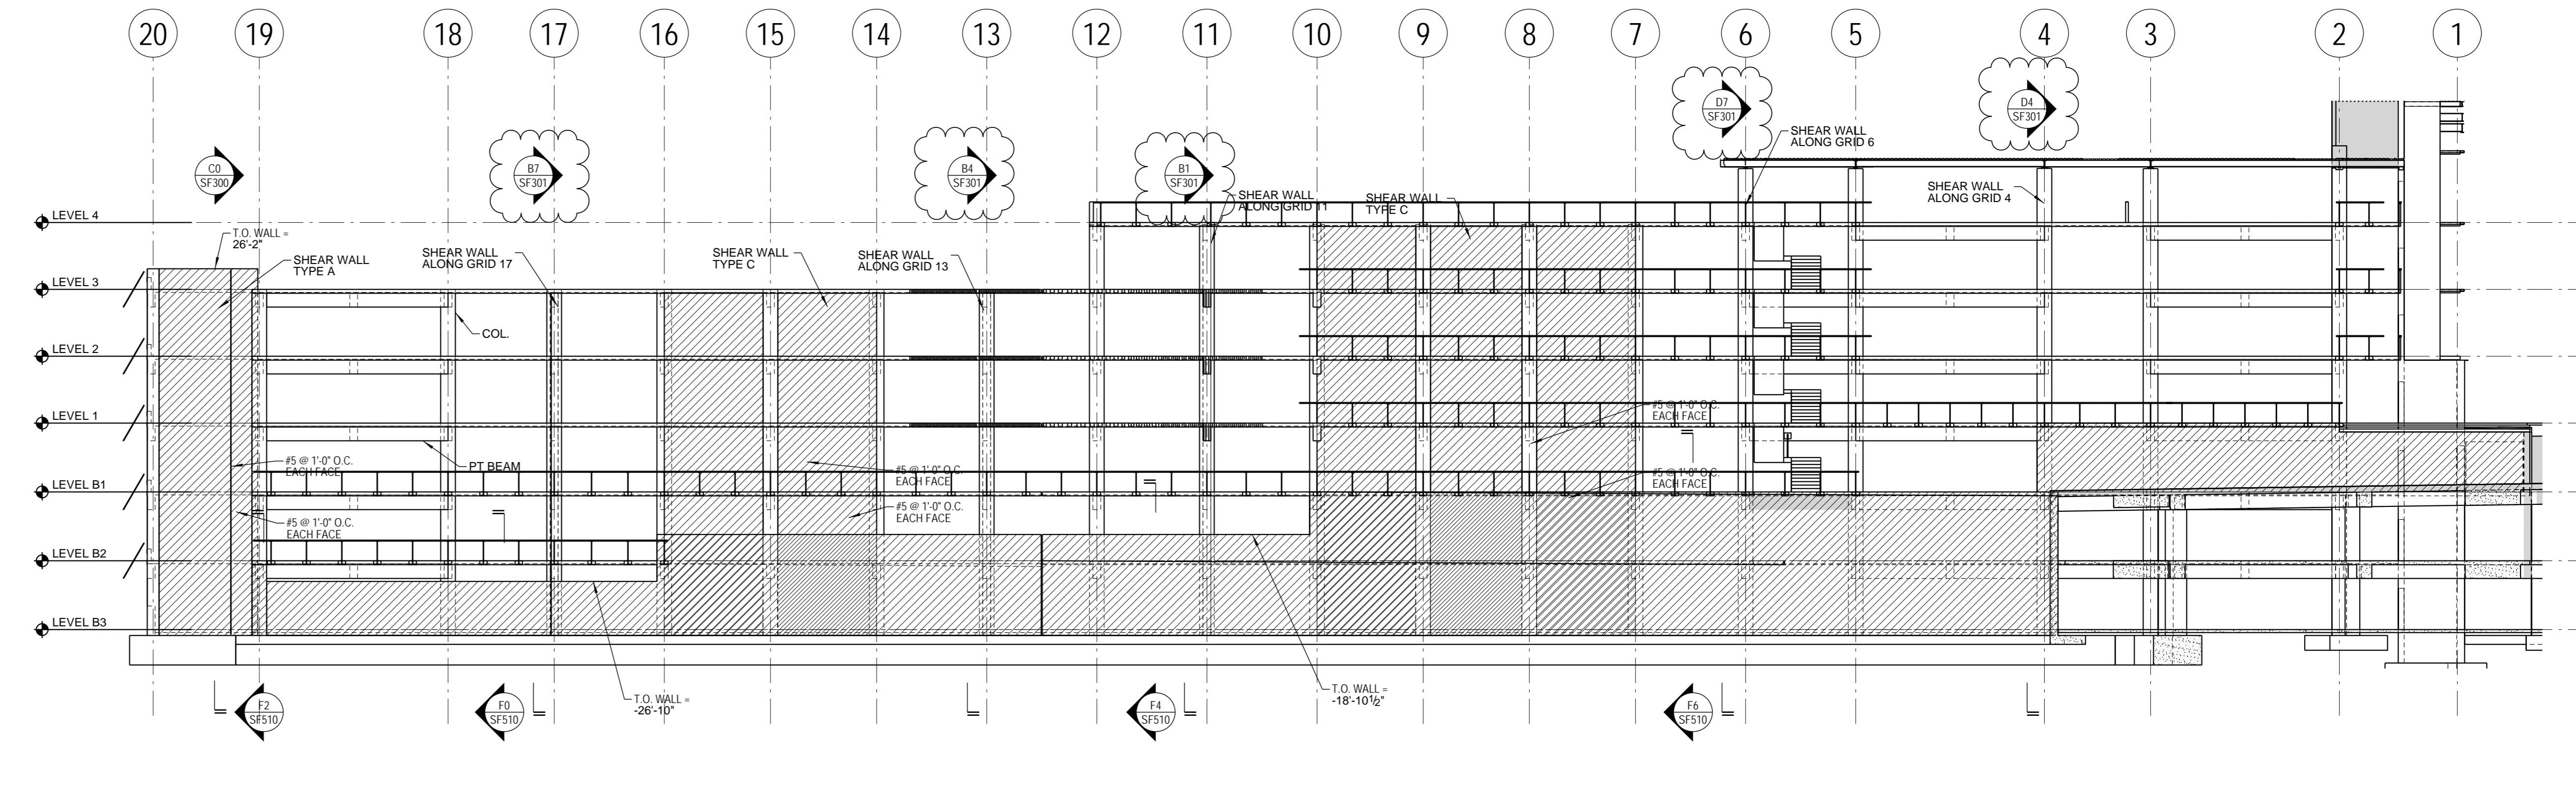 20
19
18
17
16
15
14
13
12
11
10
9
8
7
6
5
4
3
2
1
D7
SF301
D4
SF301
C0
SF300
B7
SF301
B4
SF301
B1
SF301
SHEAR WALL
ALONG GRID 6
SHEAR WALL
ALONG GRID 11
SHEAR WALL
TYPE C
SHEAR WALL
ALONG GRID 4
LEVEL 4
T.O. WALL =
26'-2"
SHEAR WALL
TYPE A
SHEAR WALL
ALONG GRID 17
SHEAR WALL
TYPE C
SHEAR WALL
ALONG GRID 13
LEVEL 3
COL.
LEVEL 2
LEVEL 1
#5 @ 1'-0" O.C.
EACH FACE
#5 @ 1'-0" O.C.
EACH FACE
PT BEAM
#5 @ 1'-0" O.C.
EACH FACE
#5 @ 1'-0" O.C.
EACH FACE
LEVEL B1
#5 @ 1'-0" O.C.
EACH FACE
#5 @ 1'-0" O.C.
EACH FACE
LEVEL B2
LEVEL B3
T.O. WALL =
-26'-10"
T.O. WALL =
-18'-10½"
F2
SF510
F0
SF510
F4
SF510
F6
SF510